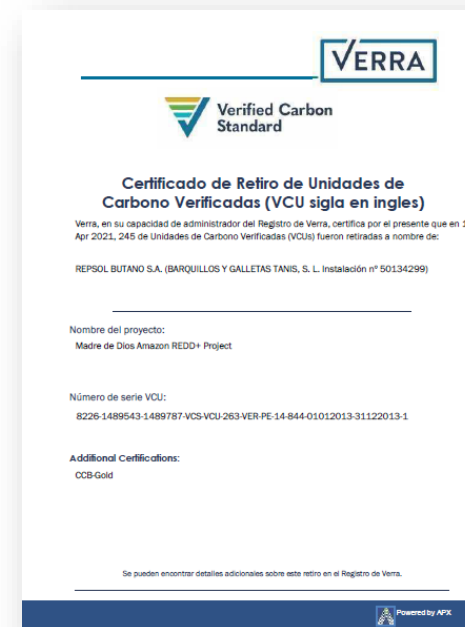 VERRA
Verified Carbon
Standard
Certificado de Retiro de Unidades de
Carbono Verificadas (VCU sigla en ingles)
Verra, en su capacidad de administrador del Registro de Verra, certifica por el presente que en 1
Apr 2021, 245 de Unidades de Carbono Verificadas (VCUs) fueron retiradas a nombre de:
REPSOL BUTANO S.A. (BARQUILLOS Y GALLETAS TANIS, S. L. Instalación nº 50134299)
Nombre del proyecto:
Madre de Dios Amazon REDD+ Project
Número de serie VCU:
8226-1489543-1489787-VCS-VCU-263-VER-PE-14-844-01012013-31122013-1
Additional Certifications:
CCB-Gold
Se pueden encontrar detalles adicionales sobre este retiro en el Registro de Verra.
Powered by APX